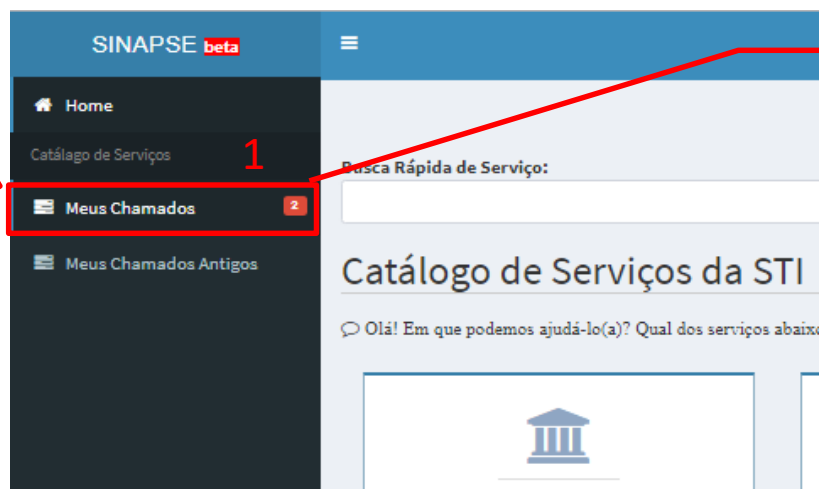 SINAPSE beta
Home
Catálago de Serviços
1
Busca Rápida de Serviço:
Meus Chamados 2
Meus Chamados Antigos
Catálogo de Serviços da STI
Olá! Em que podemos ajudá-lo(a)? Qual dos serviços abaixo